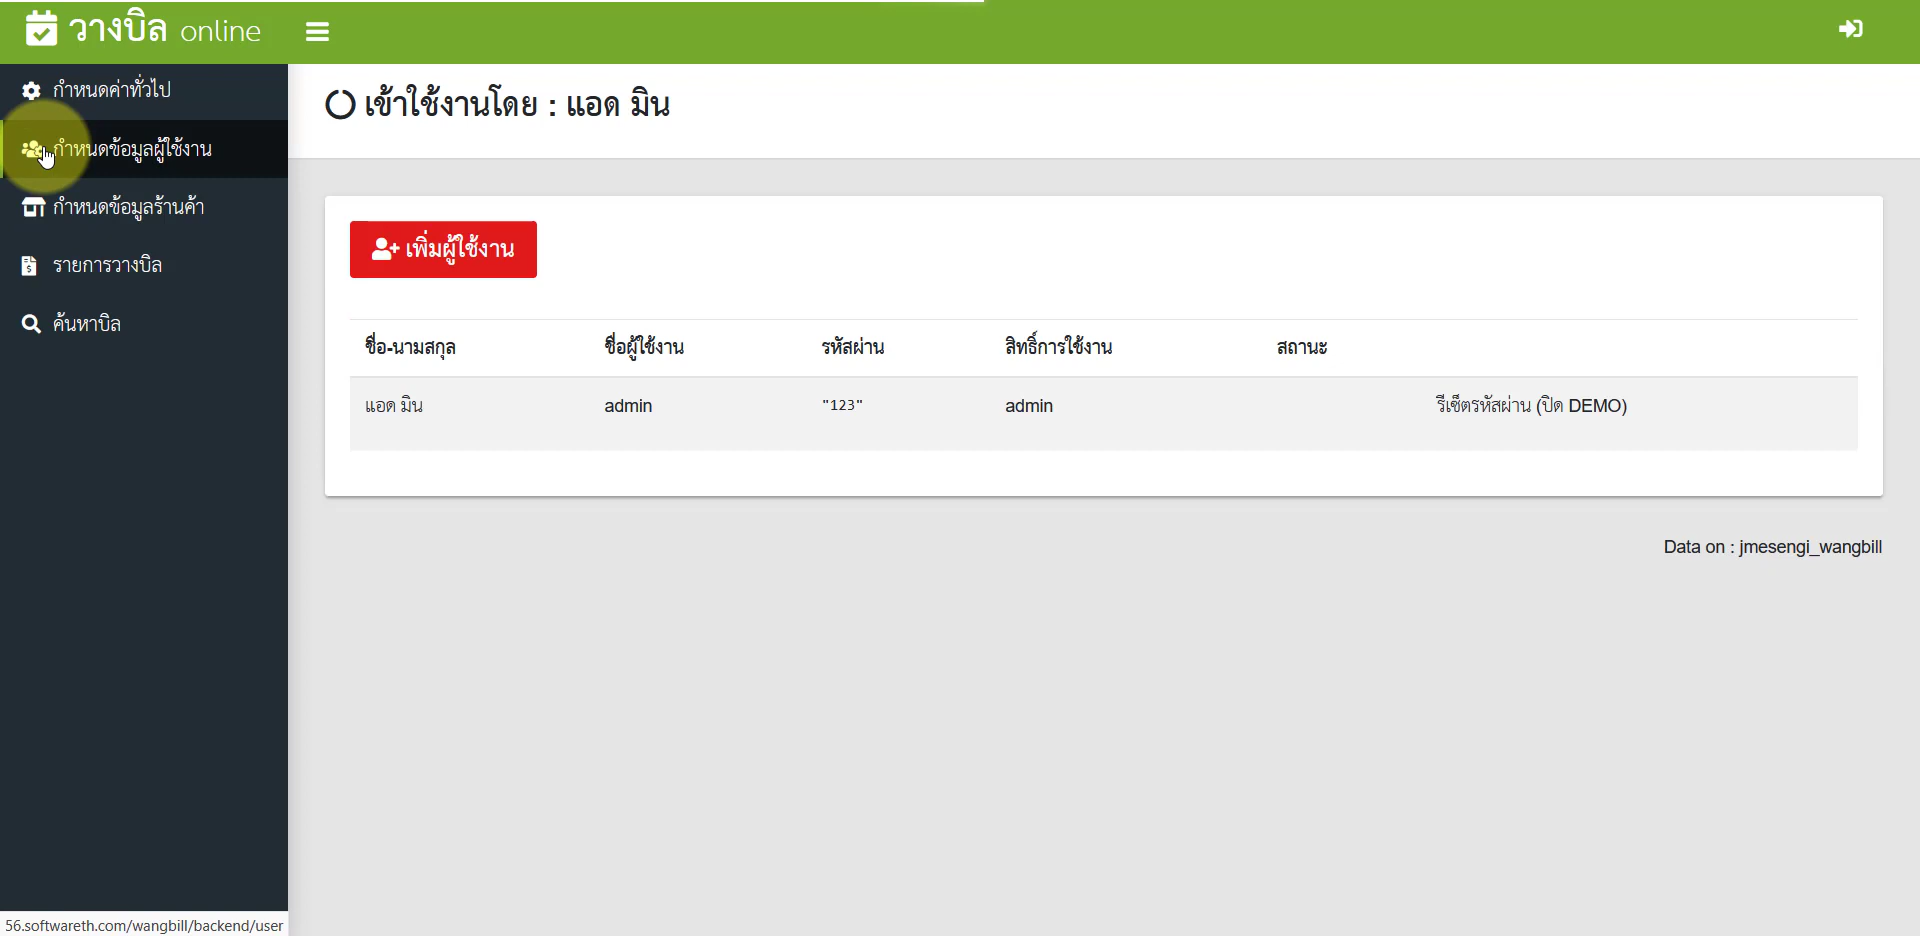 วางบิล online
กำหนดค่าทั่วไป
กำหนดข้อมูลผู้ใช้งาน
กำหนดข้อมูลร้านค้า
รายการวางบิล
ค้นหาบิล
เข้าใช้งานโดย : แอด มิน
เพิ่มผู้ใช้งาน
ชื่อ-นามสกุล ชื่อผู้ใช้งาน รหัสผ่าน สิทธิ์การใช้งาน สถานะ
แอด มิน admin "123" admin รีเซ็ตรหัสผ่าน (ปิด DEMO)
Data on : jmesengi_wangbill
56.softwareth.com/wangbill/backend/user